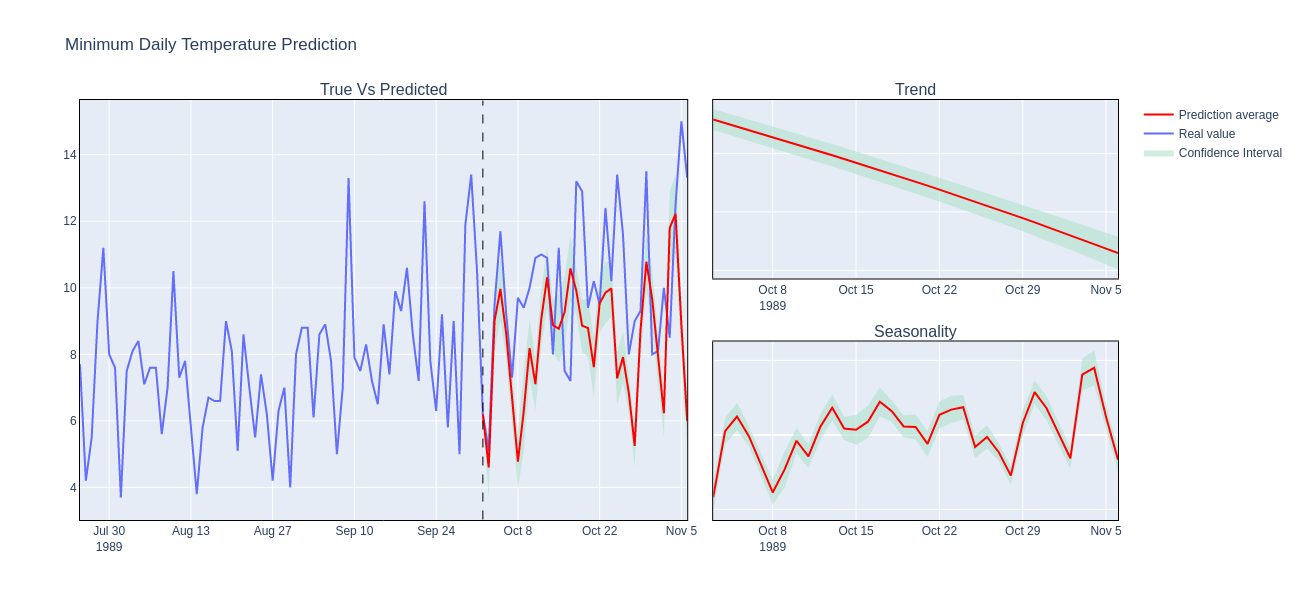 Minimum Daily Temperature Prediction
True Vs Predicted
14
12
10
8
6
4
Jul 30 Aug 13 Aug 27 Sep 10 Sep 24 Oct 8 Oct 22 Nov 5
1989
Trend
Oct 8 Oct 15 Oct 22 Oct 29 Nov 5
1989
Seasonality
Oct 8 Oct 15 Oct 22 Oct 29 Nov 5
1989
Prediction average
Real value
Confidence Interval